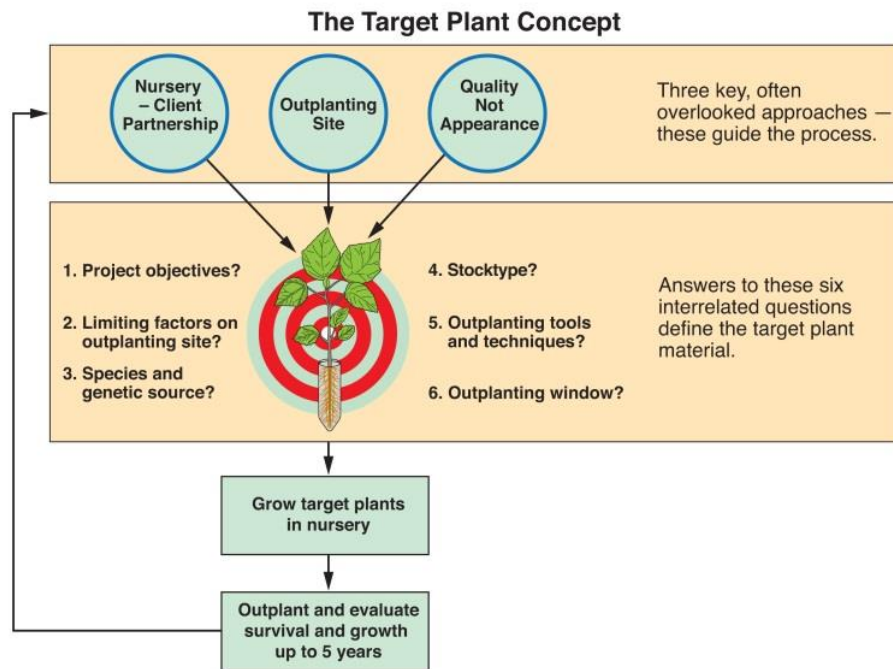 The Target Plant Concept
Nursery
– Client
Partnership
Outplanting
Site
Quality
Not
Appearance
Three key, often
overlooked approaches —
these guide the process.
1. Project objectives?
2. Limiting factors on
outplanting site?
3. Species and
genetic source?
4. Stocktype?
5. Outplanting tools
and techniques?
6. Outplanting window?
Answers to these six
interrelated questions
define the target plant
material.
Grow target plants
in nursery
Outplant and evaluate
survival and growth
up to 5 years